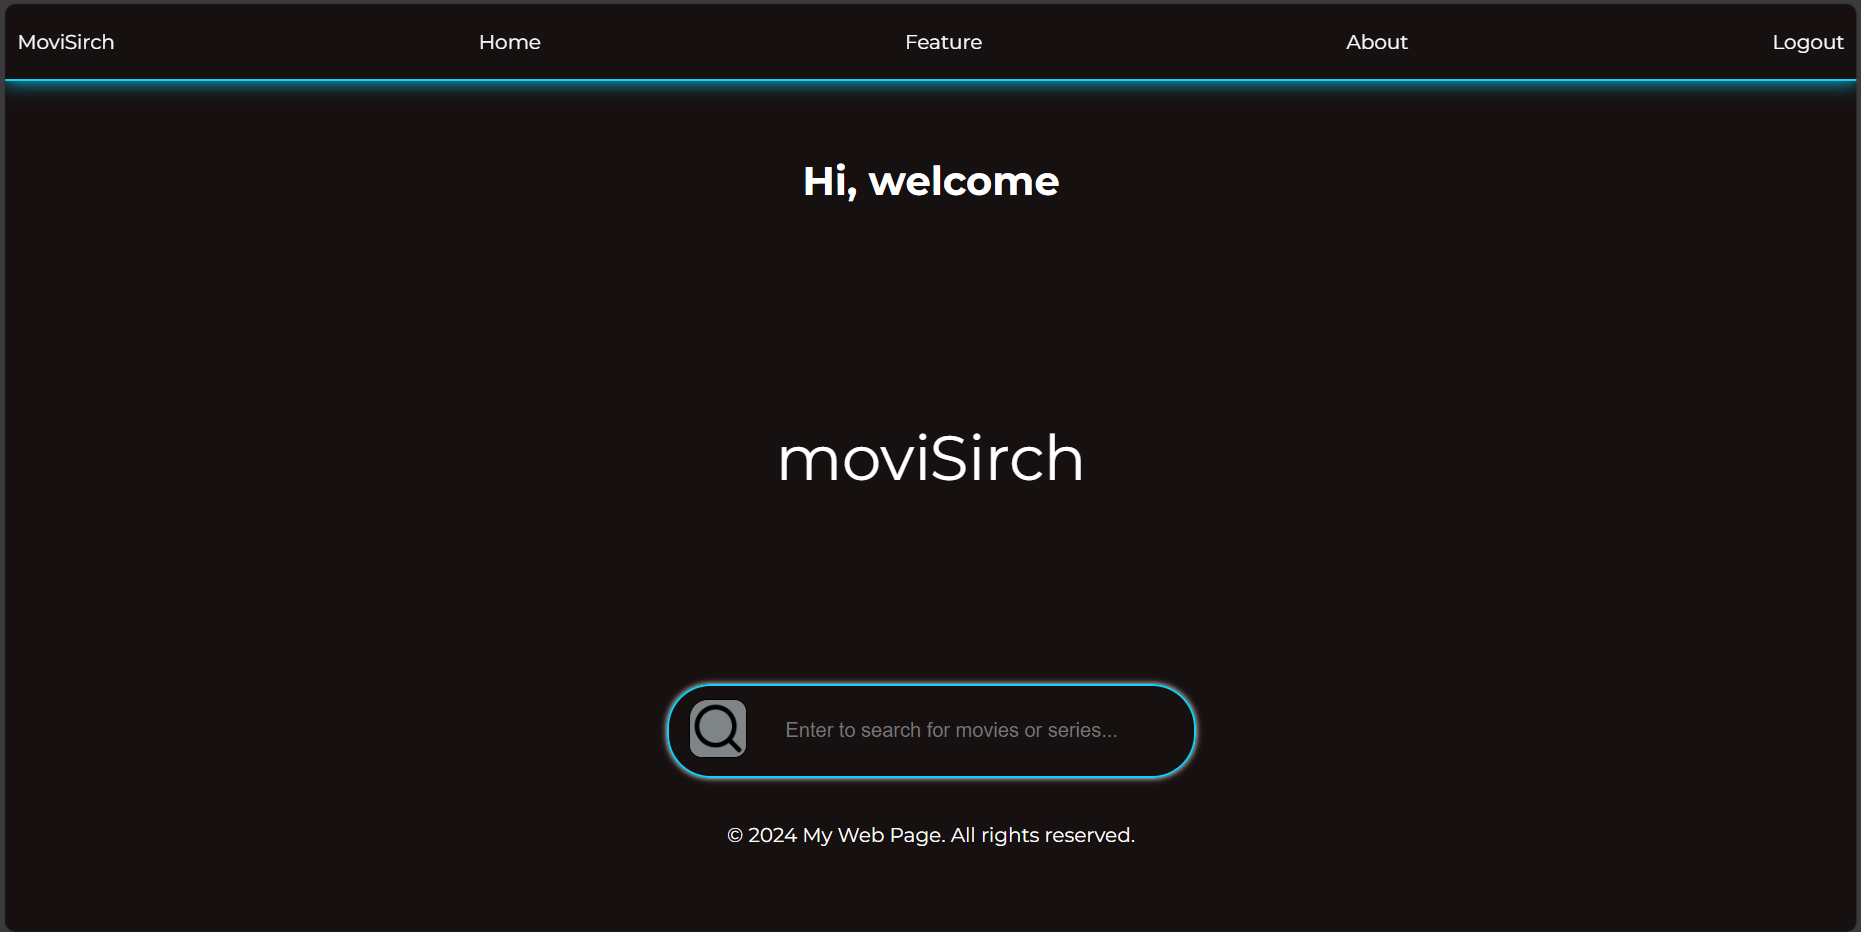 MoviSirch Home Feature About Logout
Hi, welcome
moviSirch
Enter to search for movies or series...
© 2024 My Web Page. All rights reserved.